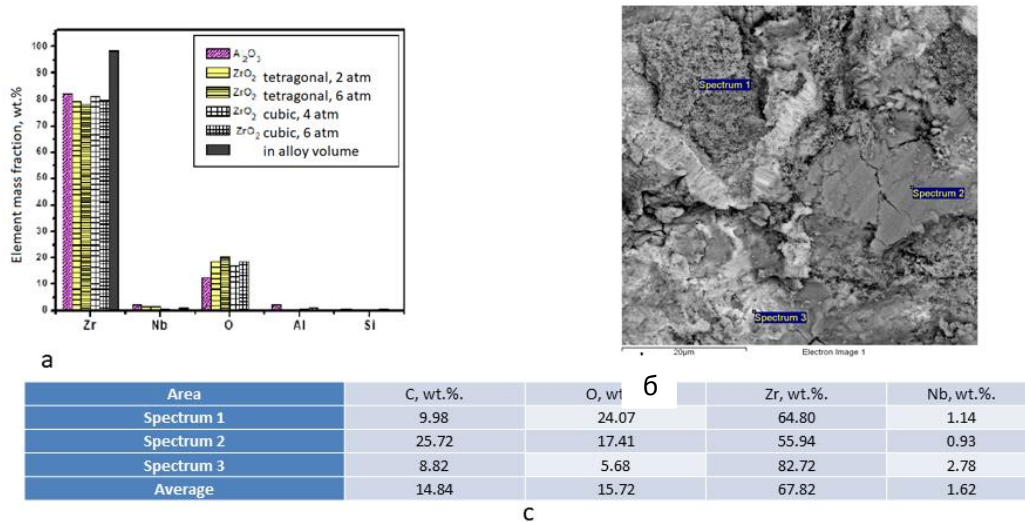 Element mass fraction, wt.%
100
90
80
70
60
50
40
30
20
10
0
Al₂O₃
ZrO₂ tetragonal, 2 atm
ZrO₂ tetragonal, 6 atm
ZrO₂ cubic, 4 atm
ZrO₂ cubic, 6 atm
in alloy volume
Zr Nb O Al Si
а
Spectrum 1
Spectrum 2
Spectrum 3
20µm Electron Image 1
б
Area C, wt.%. O, wt Zr, wt.%. Nb, wt.%.
Spectrum 1 9.98 24.07 64.80 1.14
Spectrum 2 25.72 17.41 55.94 0.93
Spectrum 3 8.82 5.68 82.72 2.78
Average 14.84 15.72 67.82 1.62
c